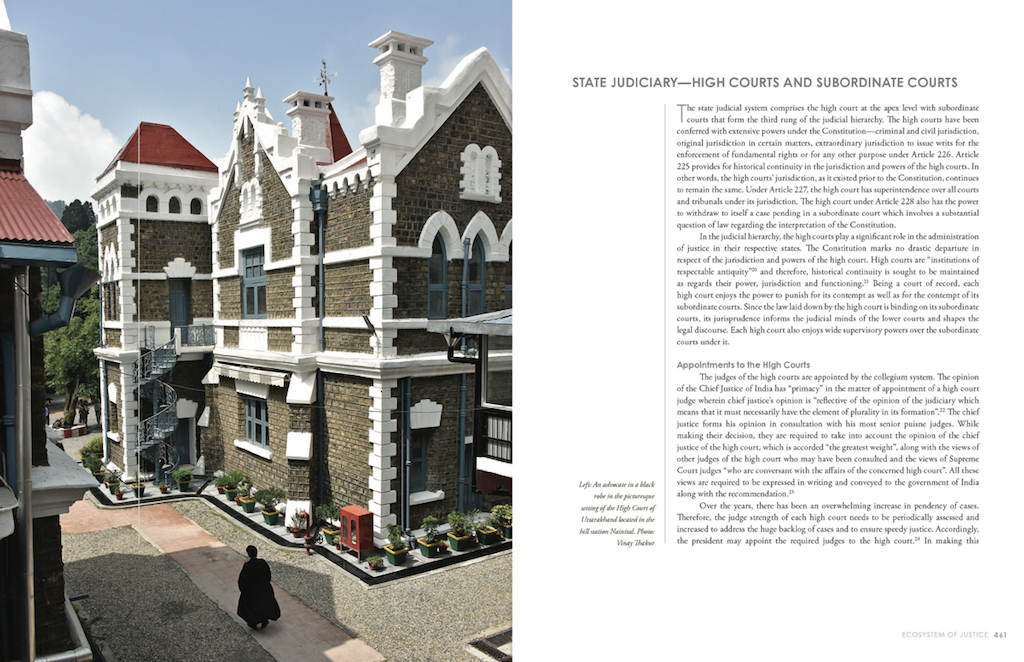 STATE JUDICIARY—HIGH COURTS AND SUBORDINATE COURTS
The state judicial system comprises the high court at the apex level with subordinate
courts that form the third rung of the judicial hierarchy. The high courts have been
conferred with extensive powers under the Constitution—criminal and civil jurisdiction,
original jurisdiction in certain matters, extraordinary jurisdiction to issue writs for the
enforcement of fundamental rights or for any other purpose under Article 226. Article
225 provides for historical continuity in the jurisdiction and powers of the high courts. In
other words, the high courts' jurisdiction, as it existed prior to the Constitution, continues
to remain the same. Under Article 227, the high court has superintendence over all courts
and tribunals under its jurisdiction. The high court under Article 228 also has the power
to withdraw to itself a case pending in a subordinate court which involves a substantial
question of law regarding the interpretation of the Constitution.
In the judicial hierarchy, the high courts play a significant role in the administration
of justice in their respective states. The Constitution marks no drastic departure in
respect of the jurisdiction and powers of the high court. High courts are “institutions of
respectable antiquity”²⁰ and therefore, historical continuity is sought to be maintained
as regards their power, jurisdiction and functioning.²¹ Being a court of record, each
high court enjoys the power to punish for its contempt as well as for the contempt of its
subordinate courts. Since the law laid down by the high court is binding on its subordinate
courts, its jurisprudence informs the judicial minds of the lower courts and shapes the
legal discourse. Each high court also enjoys wide supervisory powers over the subordinate
courts under it.
Appointments to the High Courts
The judges of the high courts are appointed by the collegium system. The opinion
of the Chief Justice of India has “primacy” in the matter of appointment of a high court
judge wherein chief justice's opinion is “reflective of the opinion of the judiciary which
means that it must necessarily have the element of plurality in its formation”.²² The chief
justice forms his opinion in consultation with his most senior puisne judges. While
making their decision, they are required to take into account the opinion of the chief
justice of the high court, which is accorded “the greatest weight”, along with the views of
other judges of the high court who may have been consulted and the views of Supreme
Court judges “who are conversant with the affairs of the concerned high court”. All these
views are required to be expressed in writing and conveyed to the government of India
along with the recommendation.²³
Over the years, there has been an overwhelming increase in pendency of cases.
Therefore, the judge strength of each high court needs to be periodically assessed and
increased to address the huge backlog of cases and to ensure speedy justice. Accordingly,
the president may appoint the required judges to the high court.²⁴ In making this
Left: An advocate in a black
robe in the picturesque
setting of the High Court of
Uttarakhand located in the
hill station Nainital. Photo:
Vinay Thakur
ECOSYSTEM OF JUSTICE 461